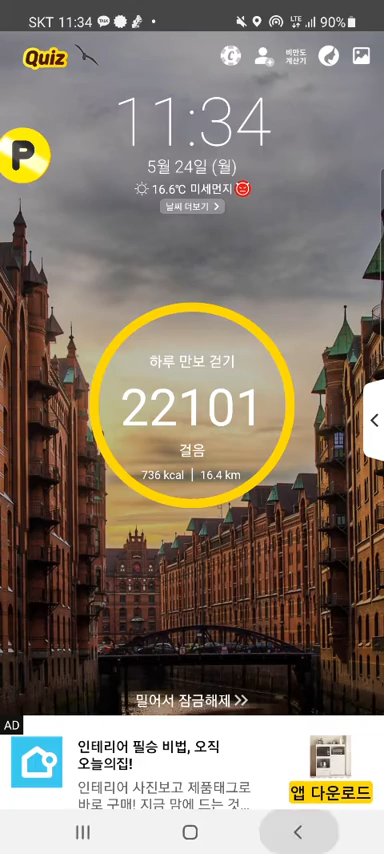 SKT 11:34
LTE 90%
Quiz
C
비만도
계산기
P
11:34
5월 24일 (월)
16.6℃ 미세먼지
날씨 더보기 >
하루 만보 걷기
22101
걸음
736 kcal | 16.4 km
밀어서 잠금해제 >>
AD
인테리어 필승 비법, 오직
오늘의집!
인테리어 사진보고 제품태그로
바로 구매! 지금 맘에 드는 것...
앱 다운로드